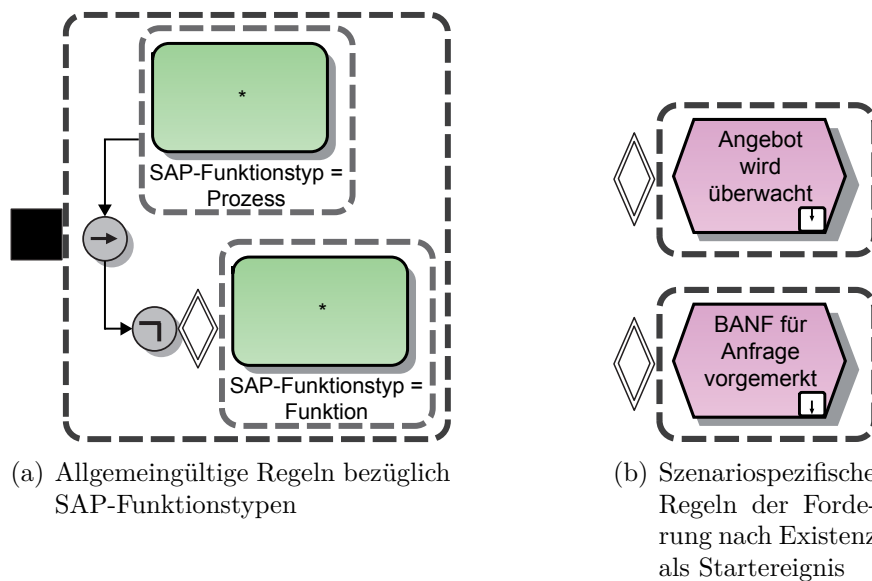 *
SAP-Funktionstyp =
Prozess
*
SAP-Funktionstyp =
Funktion
(a) Allgemeingültige Regeln bezüglich
SAP-Funktionstypen
Angebot
wird
überwacht
BANF für
Anfrage
vorgemerkt
(b) Szenariospezifische
Regeln der Forde-
rung nach Existenz
als Startereignis